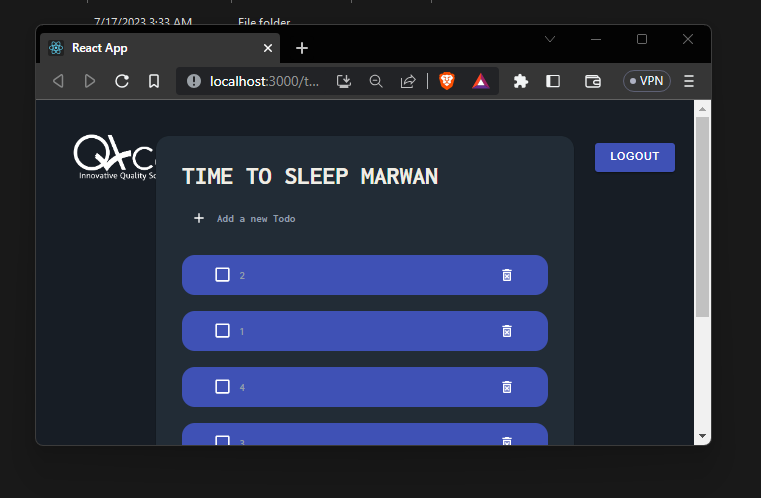 7/17/2023 3:33 AM File folder
React App
localhost:3000/t...
VPN
QA C
Innovative Quality So
LOGOUT
TIME TO SLEEP MARWAN
Add a new Todo
2
1
4
3